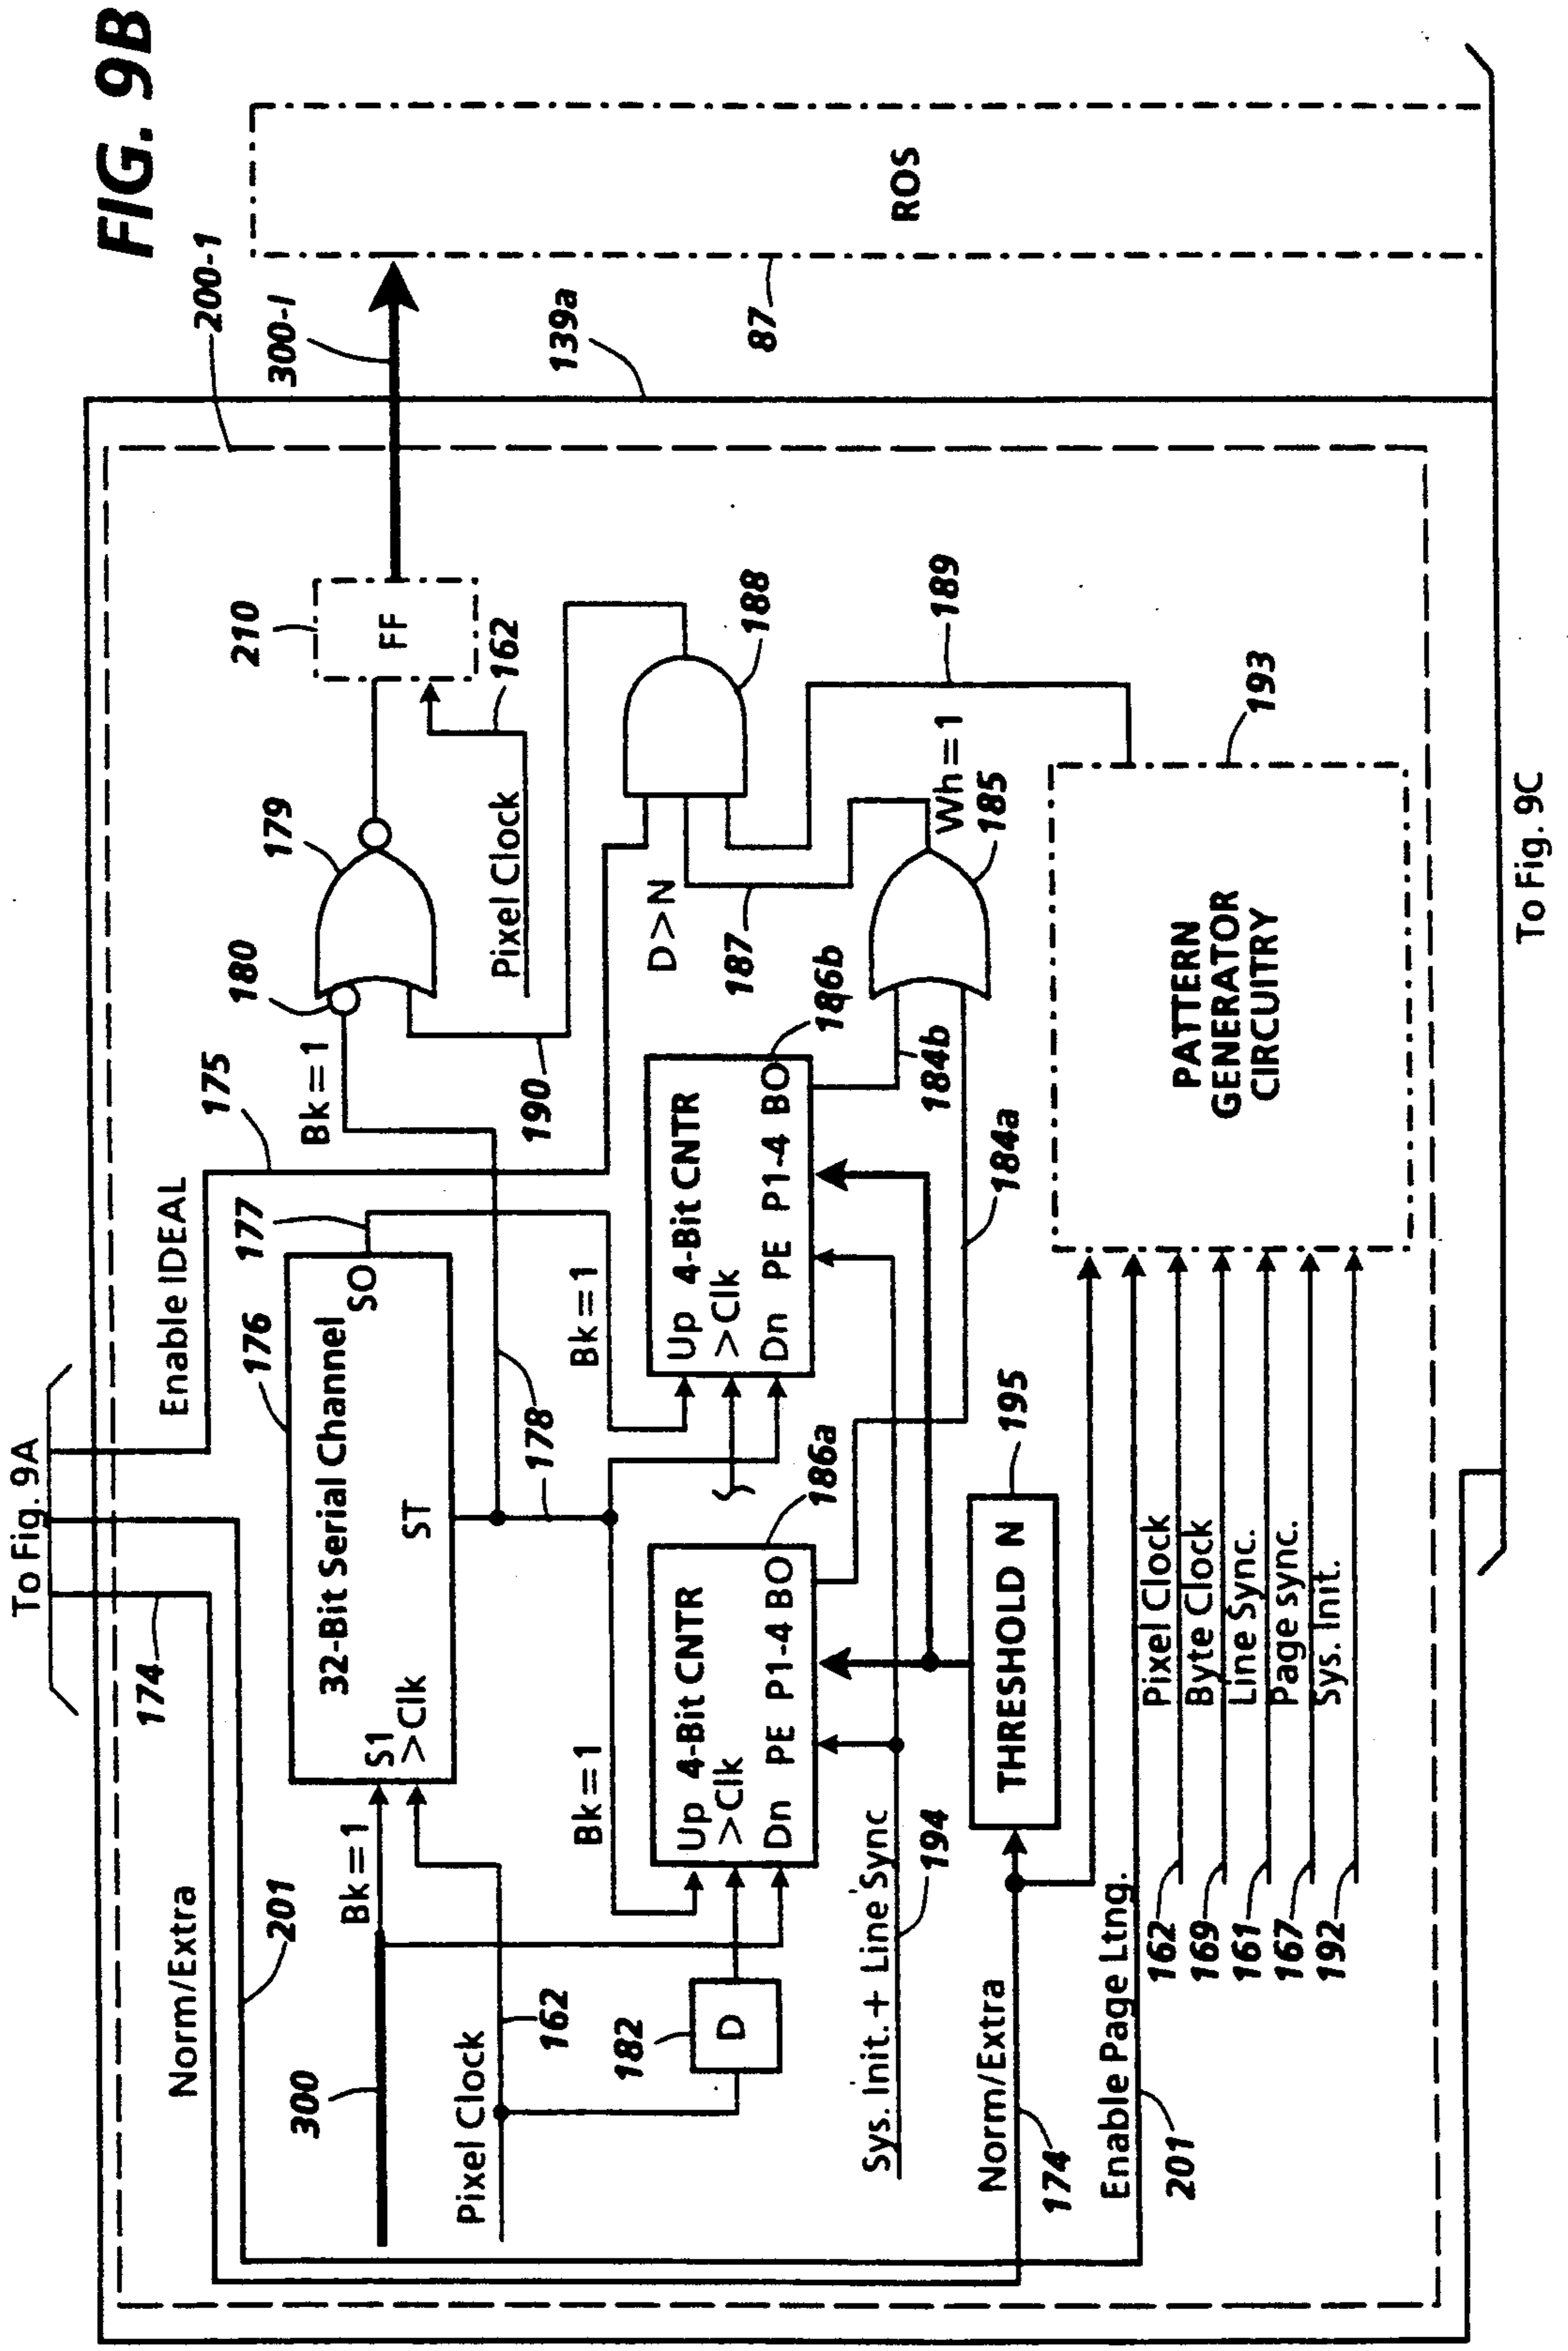 FIG. 9B
To Fig. 9A
174
Norm/Extra
201
Enable IDEAL
175
200-1
300-1
139a
87
ROS
300
Bk=1
Pixel Clock
162
176
32-Bit Serial Channel
S1
>Clk
ST
SO
177
178
Bk=1
180
179
210
FF
Pixel Clock
162
190
182
D
Bk=1
Up 4-Bit CNTR
>Clk
Dn PE P1-4 BO
186a
Bk=1
Up 4-Bit CNTR
>Clk
Dn PE P1-4 BO
186b
184b
184a
D>N
187
Wh=1
185
188
189
Sys. Init.+ Line Sync
194
THRESHOLD N
195
Norm/Extra
174
Enable Page Ltng.
201
162
Pixel Clock
169
Byte Clock
161
Line Sync.
167
Page sync.
192
Sys. Init.
PATTERN
GENERATOR
CIRCUITRY
193
To Fig. 9C